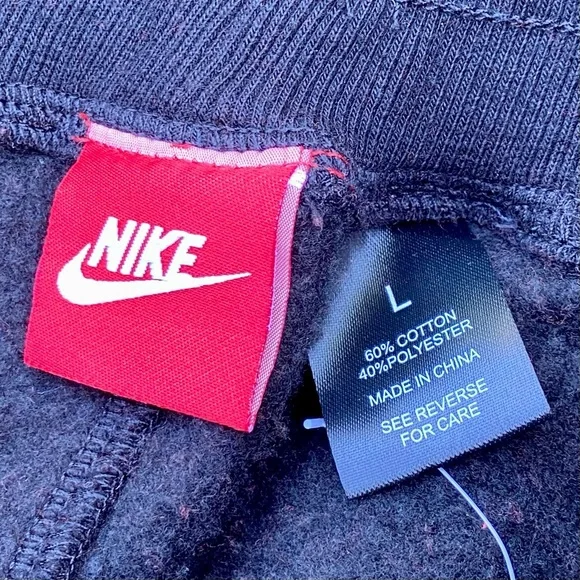 NIKE
L
60% COTTON
40%POLYESTER
MADE IN CHINA
SEE REVERSE
FOR CARE